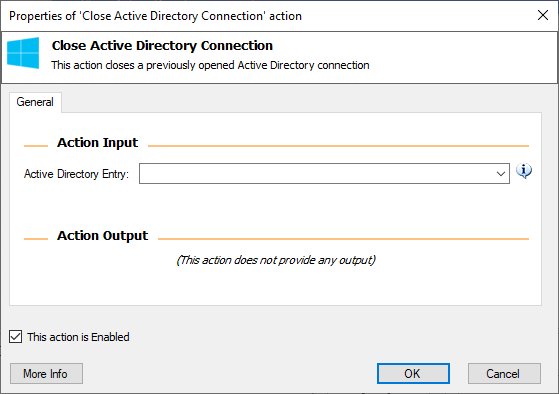 Properties of 'Close Active Directory Connection' action
Close Active Directory Connection
This action closes a previously opened Active Directory connection
General
Action Input
Active Directory Entry:
Action Output
(This action does not provide any output)
This action is Enabled
More Info OK Cancel